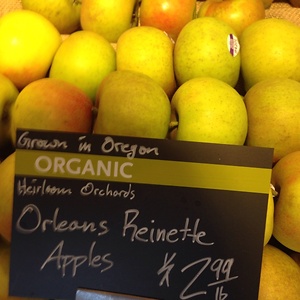 Grown in Oregon
ORGANIC
Heirloom Orchards
Orleans Reinette
Apples
2.99
lb